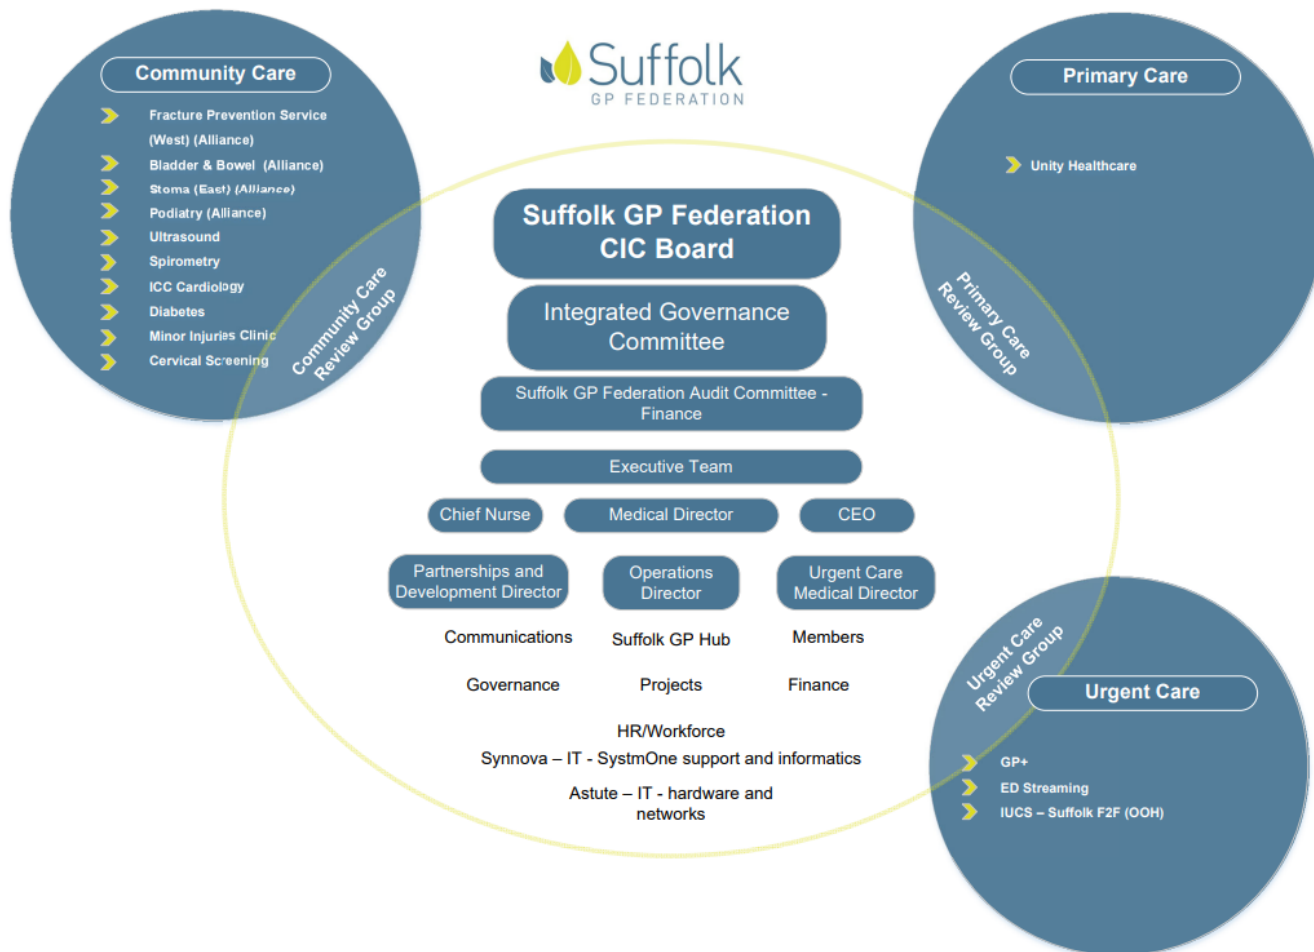 Suffolk
GP FEDERATION
Community Care
Fracture Prevention Service
(West) (Alliance)
Bladder & Bowel (Alliance)
Stoma (East) (Alliance)
Podiatry (Alliance)
Ultrasound
Spirometry
ICC Cardiology
Diabetes
Minor Injuries Clinic
Cervical Screening
Community Care
Review Group
Primary Care
Unity Healthcare
Primary Care
Review Group
Suffolk GP Federation
CIC Board
Integrated Governance
Committee
Suffolk GP Federation Audit Committee -
Finance
Executive Team
Chief Nurse
Medical Director
CEO
Partnerships and
Development Director
Operations
Director
Urgent Care
Medical Director
Communications
Suffolk GP Hub
Members
Governance
Projects
Finance
HR/Workforce
Synnova – IT - SystmOne support and informatics
Astute – IT - hardware and
networks
Urgent Care
Review Group
Urgent Care
GP+
ED Streaming
IUCS – Suffolk F2F (OOH)